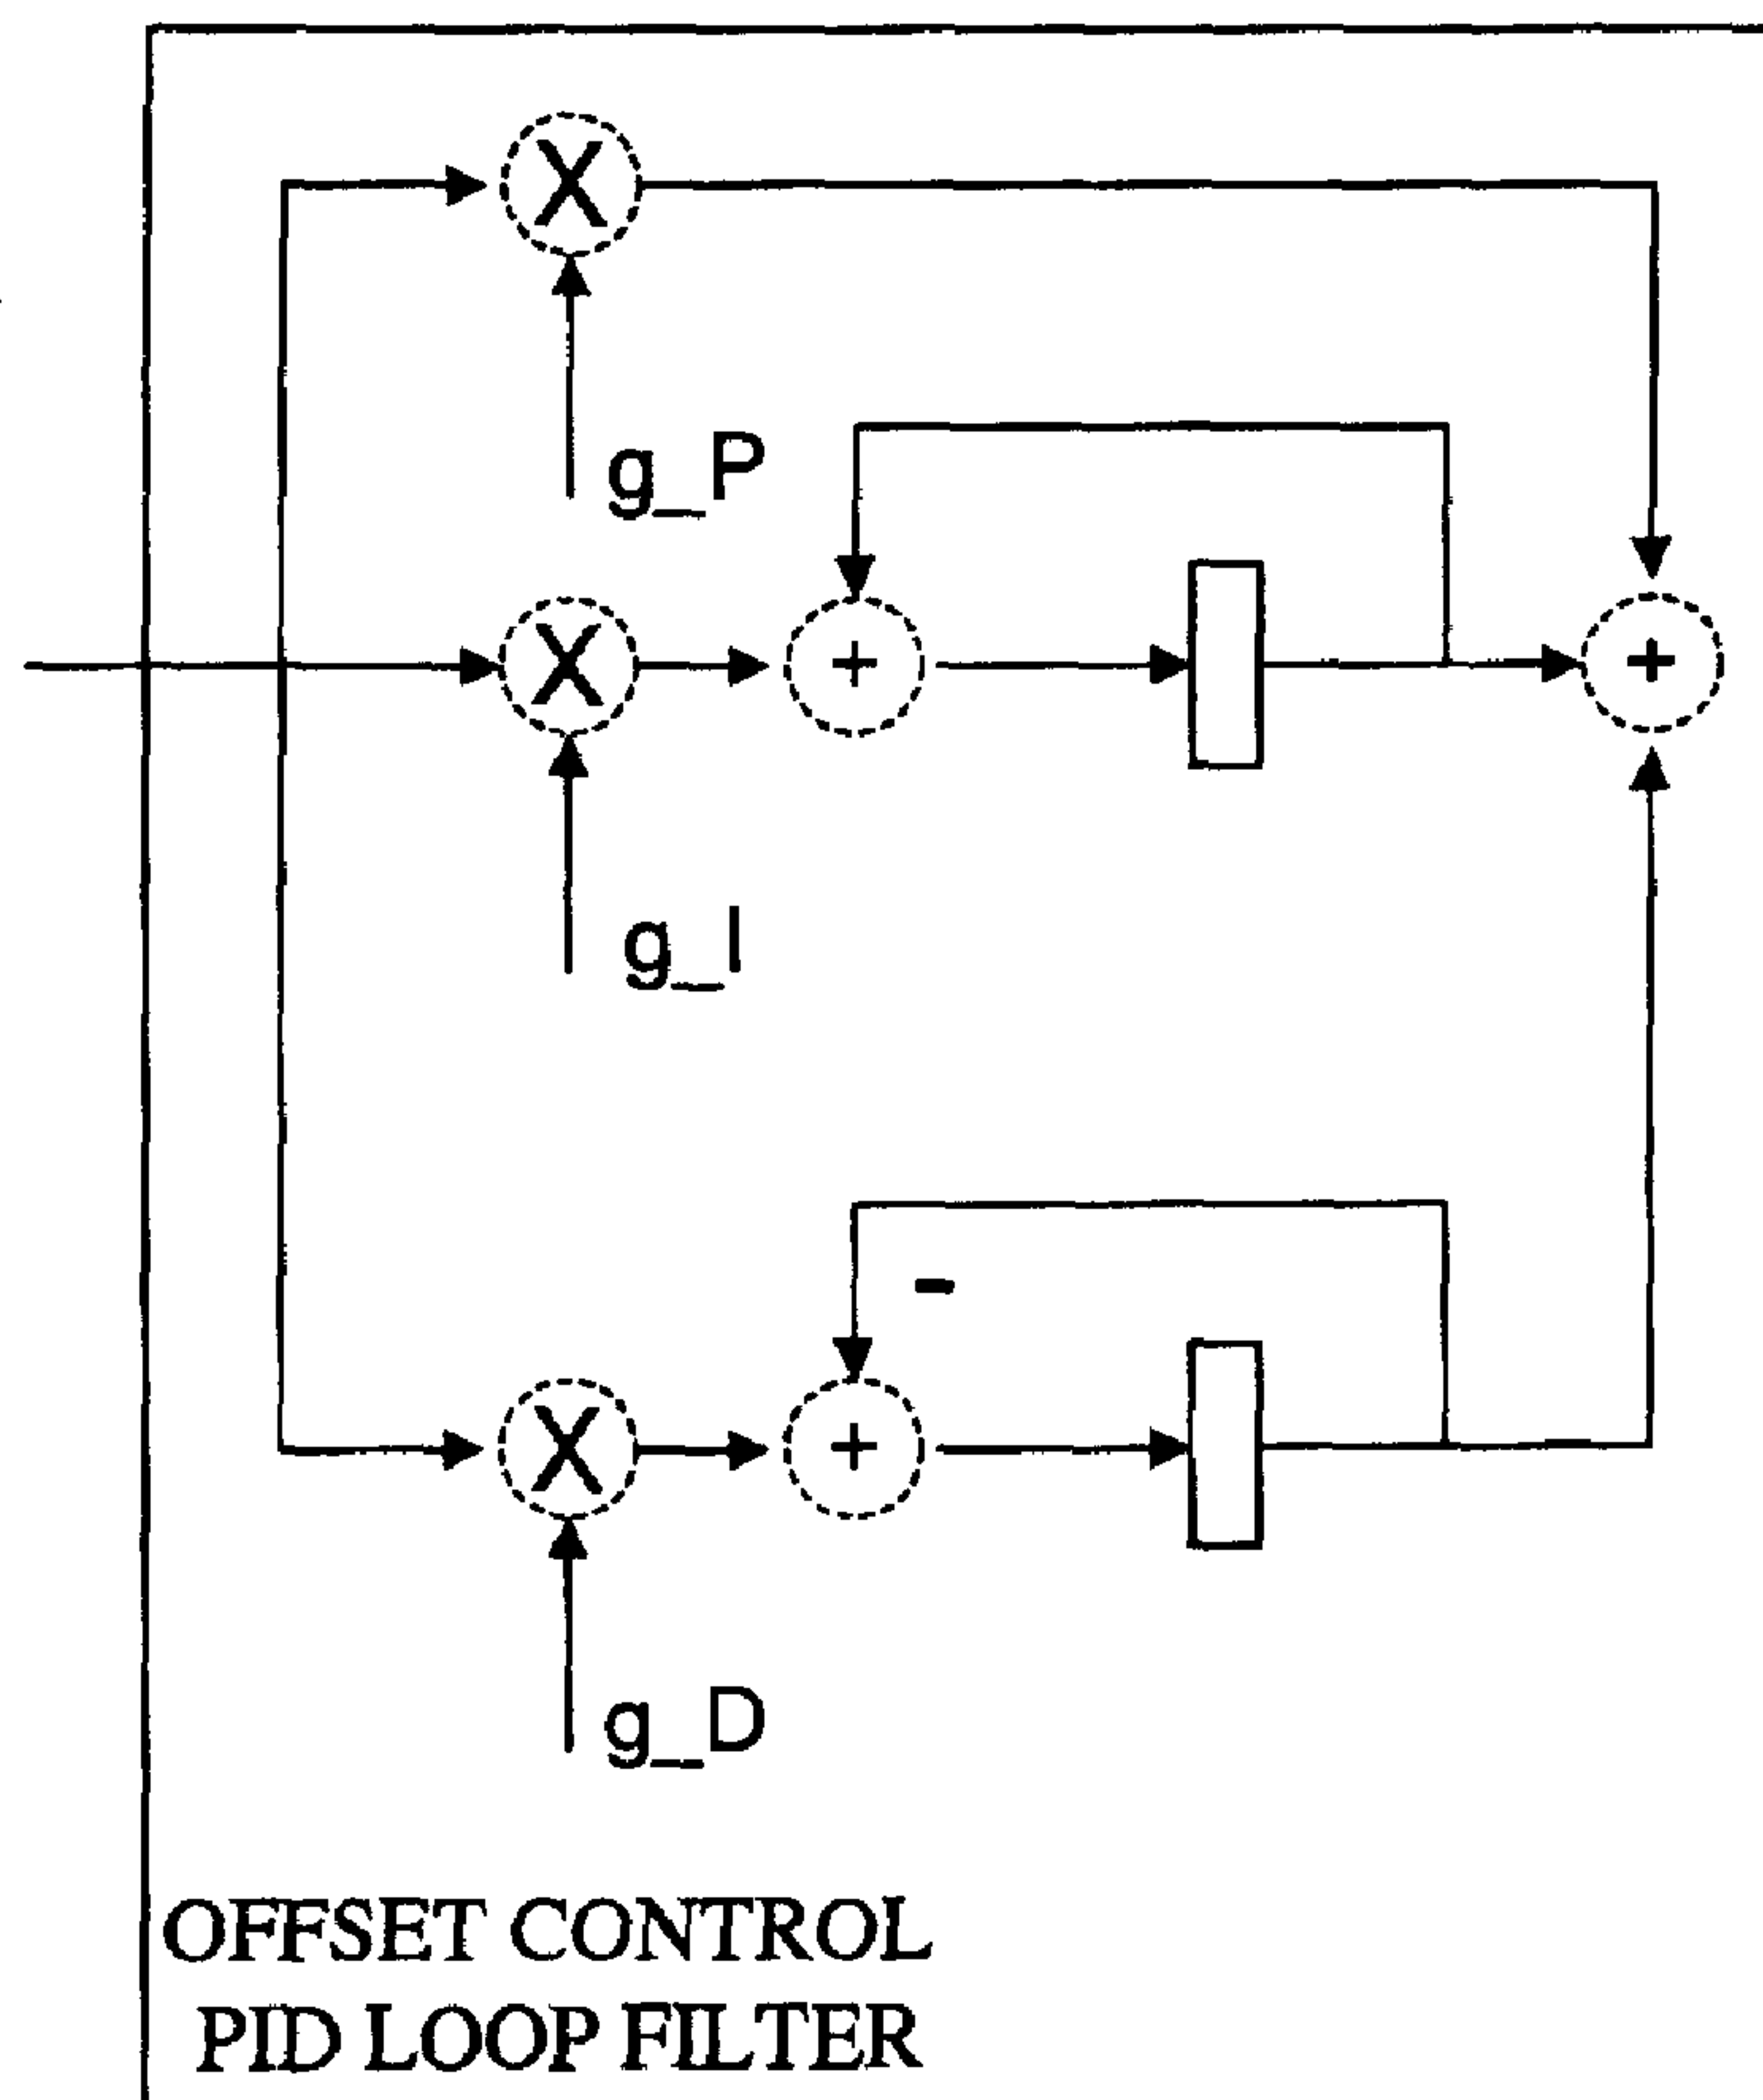 X
g_P
X
+
+
g_I
-
X
+
g_D
OFFSET CONTROL
PID LOOP FILTER